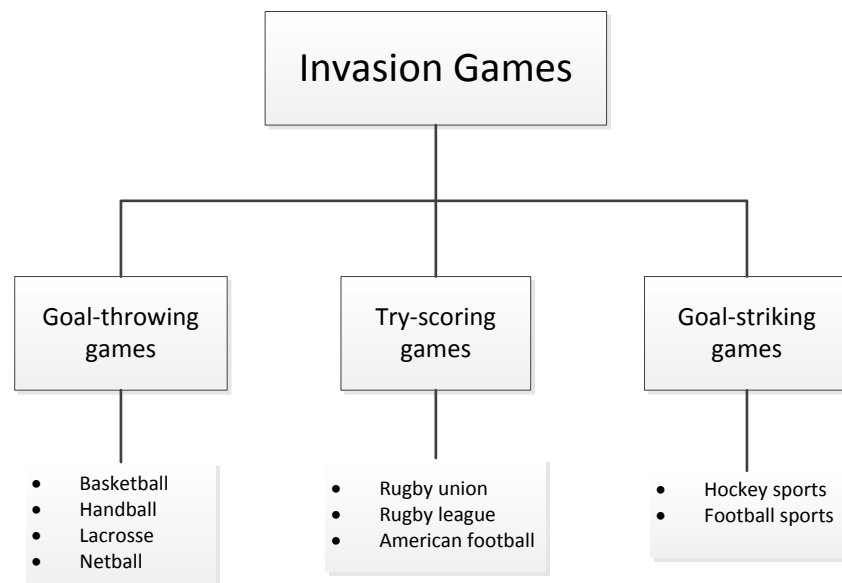 Invasion Games
Goal-throwing
games
Try-scoring
games
Goal-striking
games
• Basketball
• Handball
• Lacrosse
• Netball
• Rugby union
• Rugby league
• American football
• Hockey sports
• Football sports